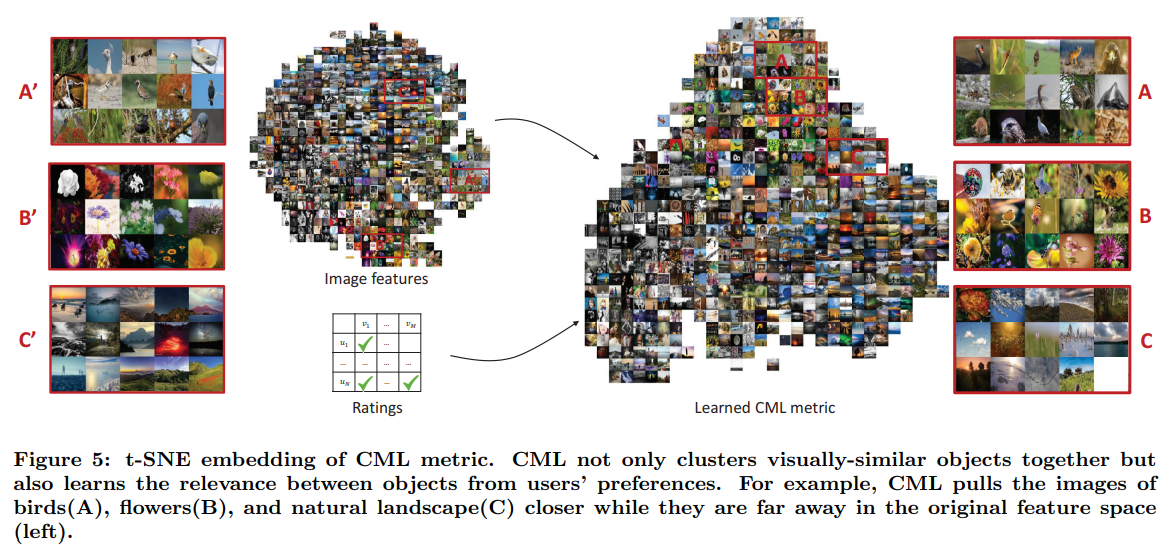 A'
B'
C'
A
B
C
C'
A'
B'
A
B
C
Image features
v₁ ... v_M
u₁ ✓ ...
... ... ... ...
u_N ✓ ... ✓
Ratings
Learned CML metric
Figure 5: t-SNE embedding of CML metric. CML not only clusters visually-similar objects together but
also learns the relevance between objects from users’ preferences. For example, CML pulls the images of
birds(A), flowers(B), and natural landscape(C) closer while they are far away in the original feature space
(left).